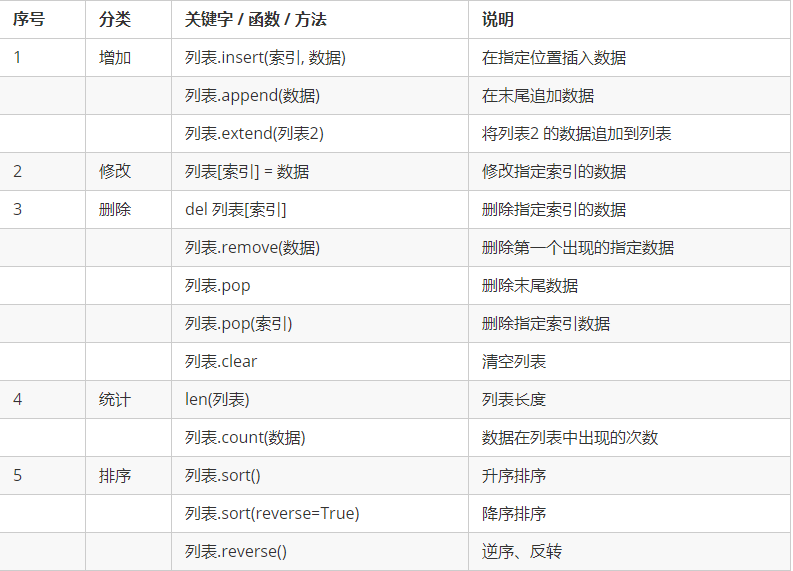 序号 分类 关键字 / 函数 / 方法 说明
1 增加 列表.insert(索引, 数据) 在指定位置插入数据
列表.append(数据) 在末尾追加数据
列表.extend(列表2) 将列表2 的数据追加到列表
2 修改 列表[索引] = 数据 修改指定索引的数据
3 删除 del 列表[索引] 删除指定索引的数据
列表.remove(数据) 删除第一个出现的指定数据
列表.pop 删除末尾数据
列表.pop(索引) 删除指定索引数据
列表.clear 清空列表
4 统计 len(列表) 列表长度
列表.count(数据) 数据在列表中出现的次数
5 排序 列表.sort() 升序排序
列表.sort(reverse=True) 降序排序
列表.reverse() 逆序、反转